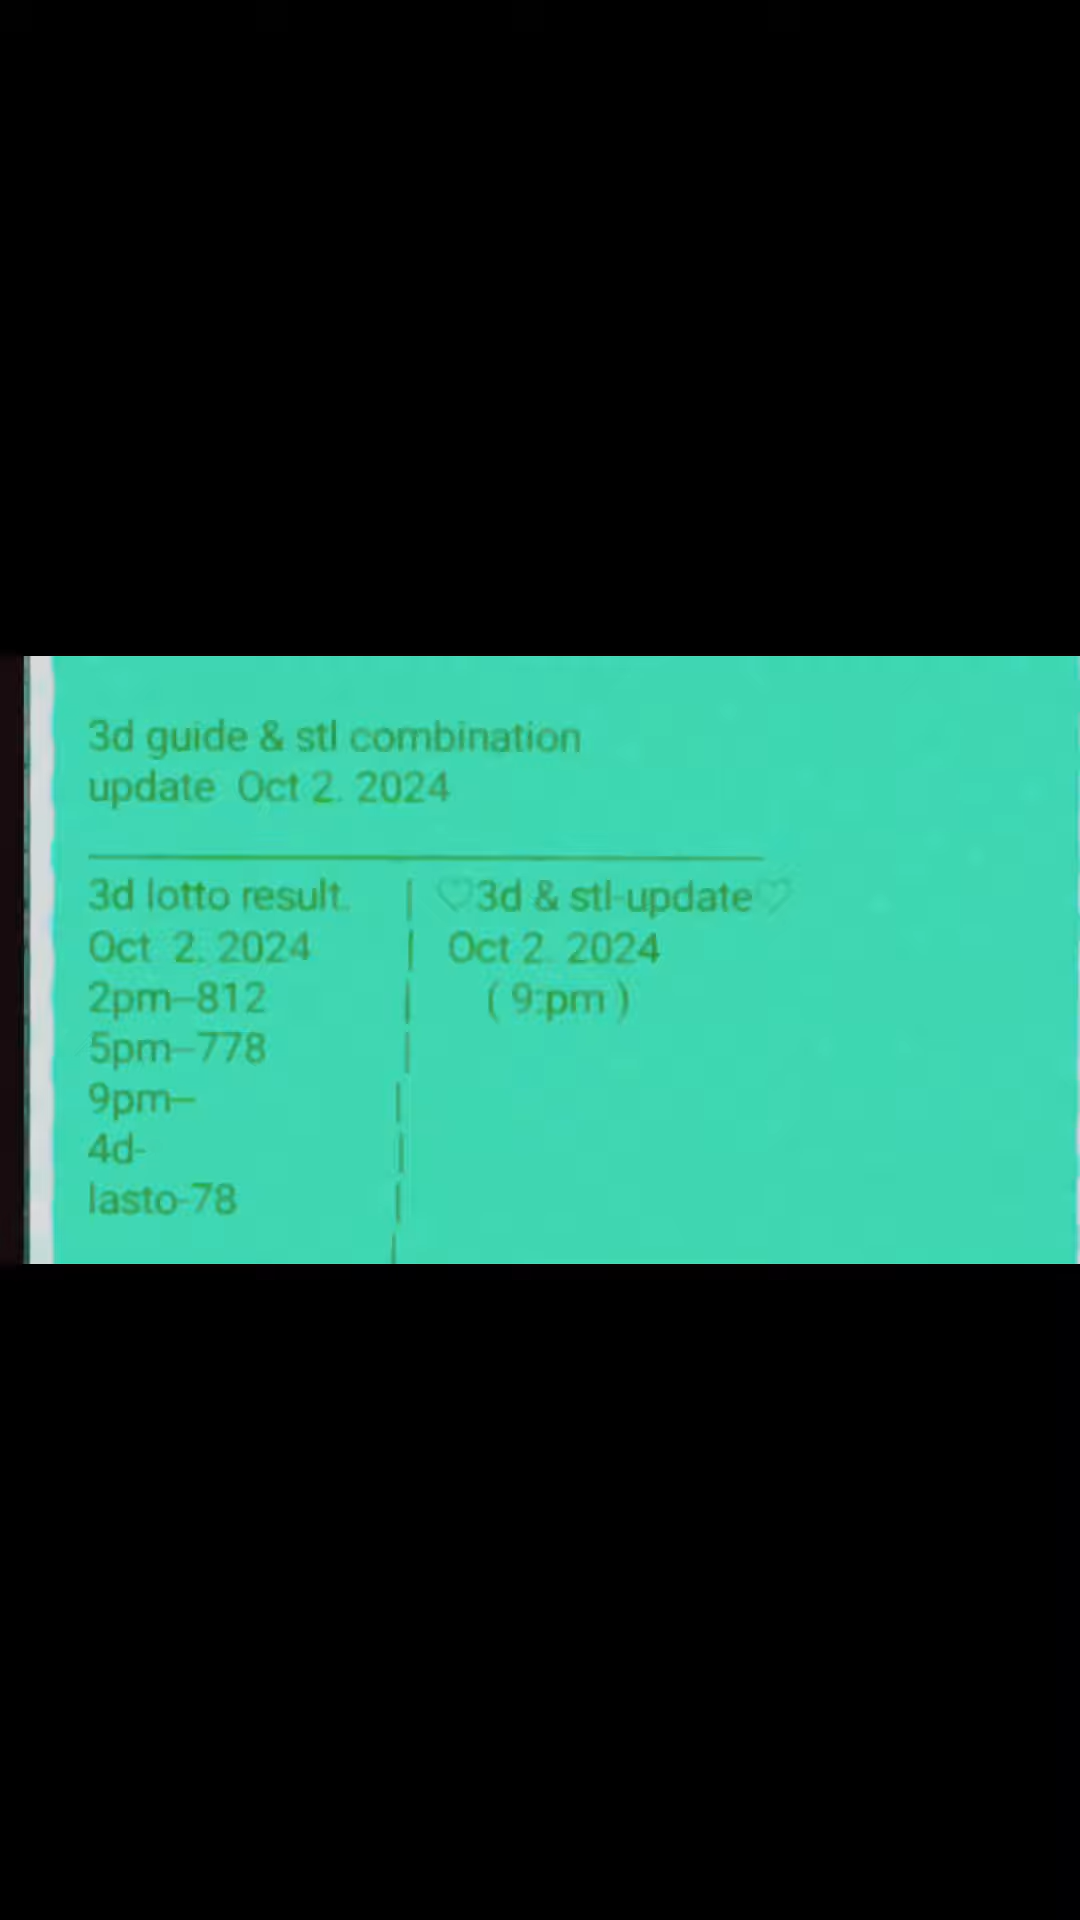 3d guide & stl combination
update Oct 2. 2024
3d lotto result. | ♡3d & stl-update♡
Oct 2. 2024 | Oct 2. 2024
2pm--812 | ( 9:pm )
5pm--778 |
9pm-- |
4d- |
lasto-78 |
|